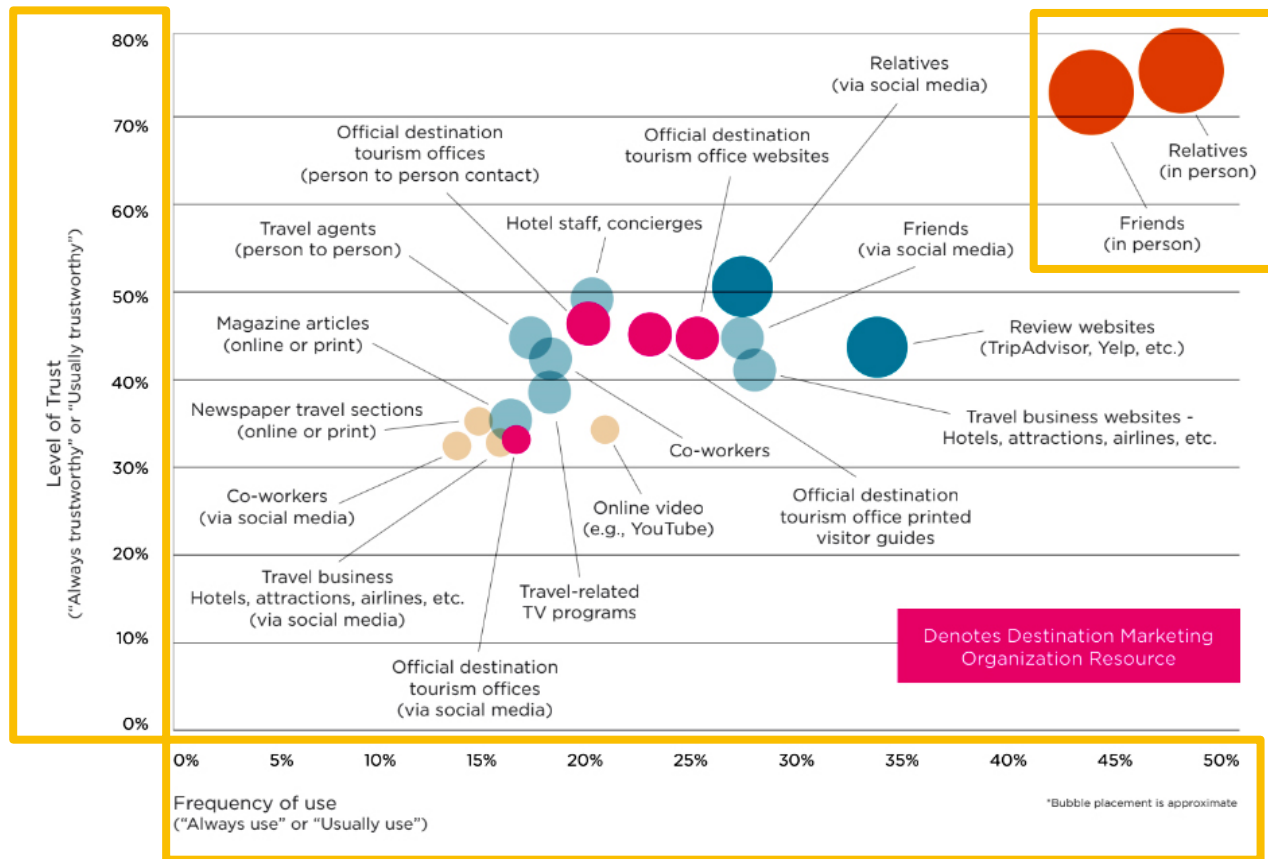 80%
70%
60%
50%
40%
30%
20%
10%
0%
Level of Trust
(“Always trustworthy” or “Usually trustworthy”)
Relatives
(via social media)
Official destination
tourism offices
(person to person contact)
Official destination
tourism office websites
Relatives
(in person)
Friends
(in person)
Travel agents
(person to person)
Hotel staff, concierges
Friends
(via social media)
Magazine articles
(online or print)
Review websites
(TripAdvisor, Yelp, etc.)
Newspaper travel sections
(online or print)
Travel business websites -
Hotels, attractions, airlines, etc.
Co-workers
Co-workers
(via social media)
Online video
(e.g., YouTube)
Official destination
tourism office printed
visitor guides
Travel business
Hotels, attractions, airlines, etc.
(via social media)
Travel-related
TV programs
Official destination
tourism offices
(via social media)
Denotes Destination Marketing
Organization Resource
0% 5% 10% 15% 20% 25% 30% 35% 40% 45% 50%
Frequency of use
(“Always use” or “Usually use”)
*Bubble placement is approximate